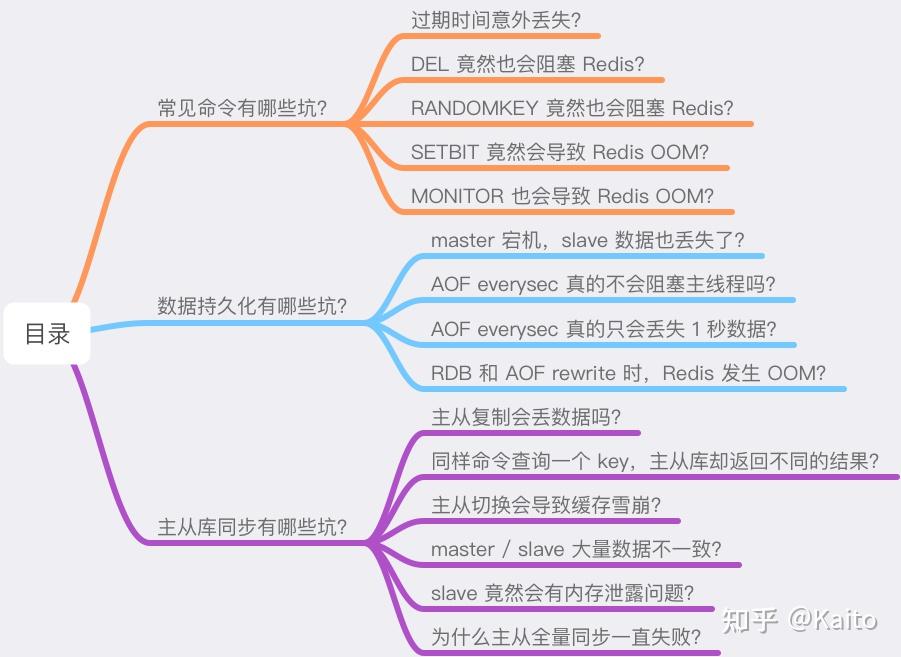 过期时间意外丢失?
DEL 竟然也会阻塞 Redis?
常见命令有哪些坑?
RANDOMKEY 竟然也会阻塞 Redis?
SETBIT 竟然会导致 Redis OOM?
MONITOR 也会导致 Redis OOM?
master 宕机，slave 数据也丢失了?
AOF everysec 真的不会阻塞主线程吗?
数据持久化有哪些坑?
目录
AOF everysec 真的只会丢失 1 秒数据?
RDB 和 AOF rewrite 时，Redis 发生 OOM?
主从复制会丢数据吗?
同样命令查询一个 key，主从库却返回不同的结果?
主从切换会导致缓存雪崩?
主从库同步有哪些坑?
master / slave 大量数据不一致?
slave 竟然会有内存泄露问题?
为什么主从全量同步一直失败?
知乎 @Kaito